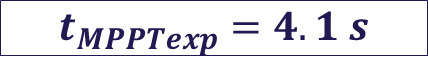 t_MPPTexp = 4.1 s